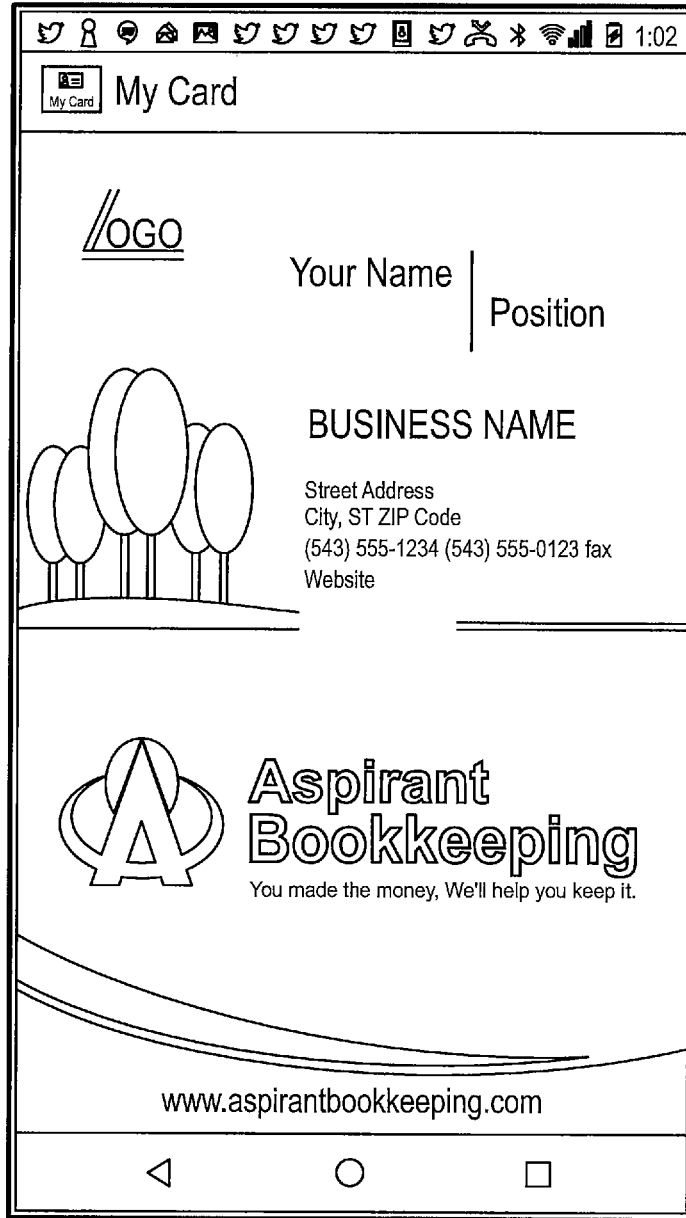 1:02
My Card My Card
LOGO
Your Name
Position
BUSINESS NAME
Street Address
City, ST ZIP Code
(543) 555-1234 (543) 555-0123 fax
Website
A
Aspirant
Bookkeeping
You made the money, We'll help you keep it.
www.aspirantbookkeeping.com